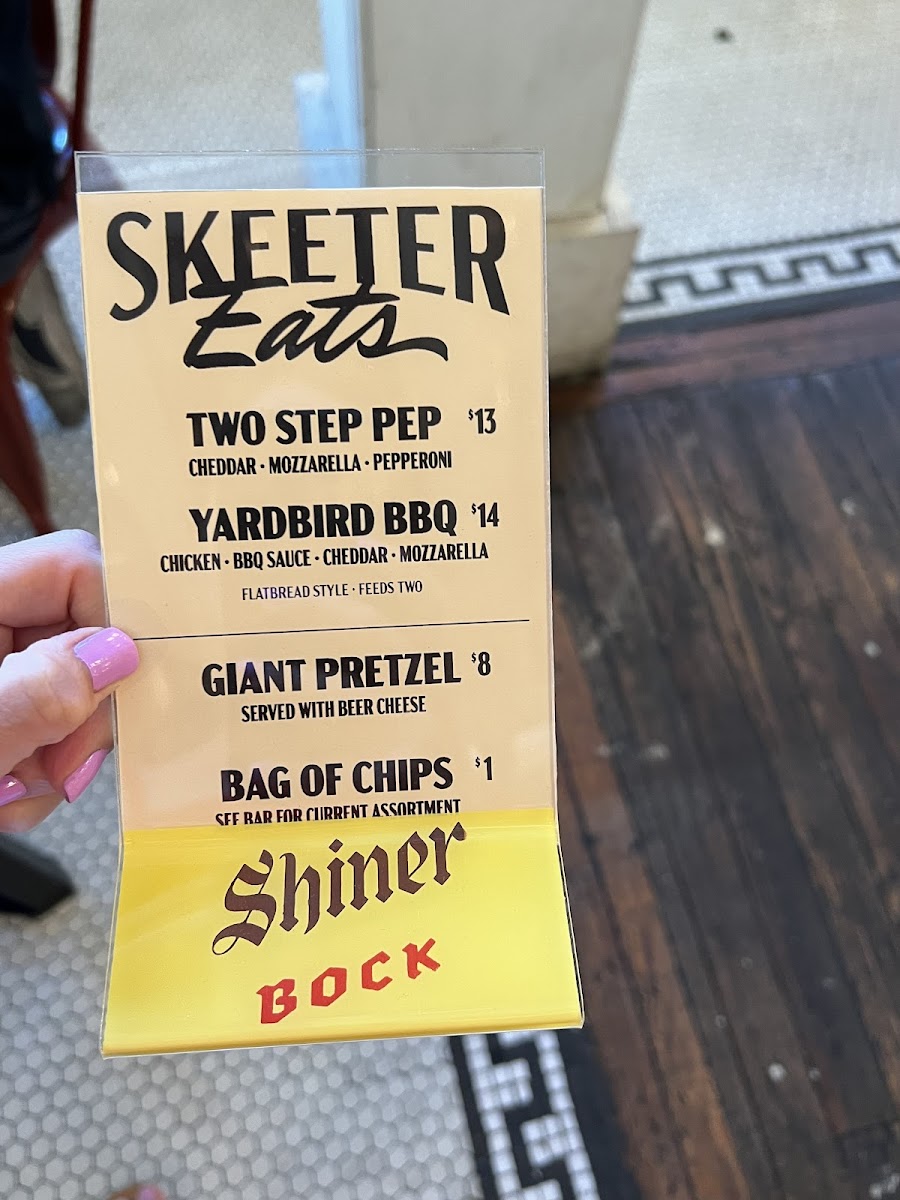 SKEETER
Eats
TWO STEP PEP $13
CHEDDAR · MOZZARELLA · PEPPERONI
YARDBIRD BBQ $14
CHICKEN · BBQ SAUCE · CHEDDAR · MOZZARELLA
FLATBREAD STYLE · FEEDS TWO
GIANT PRETZEL $8
SERVED WITH BEER CHEESE
BAG OF CHIPS $1
SEE BAR FOR CURRENT ASSORTMENT
Shiner
BOCK